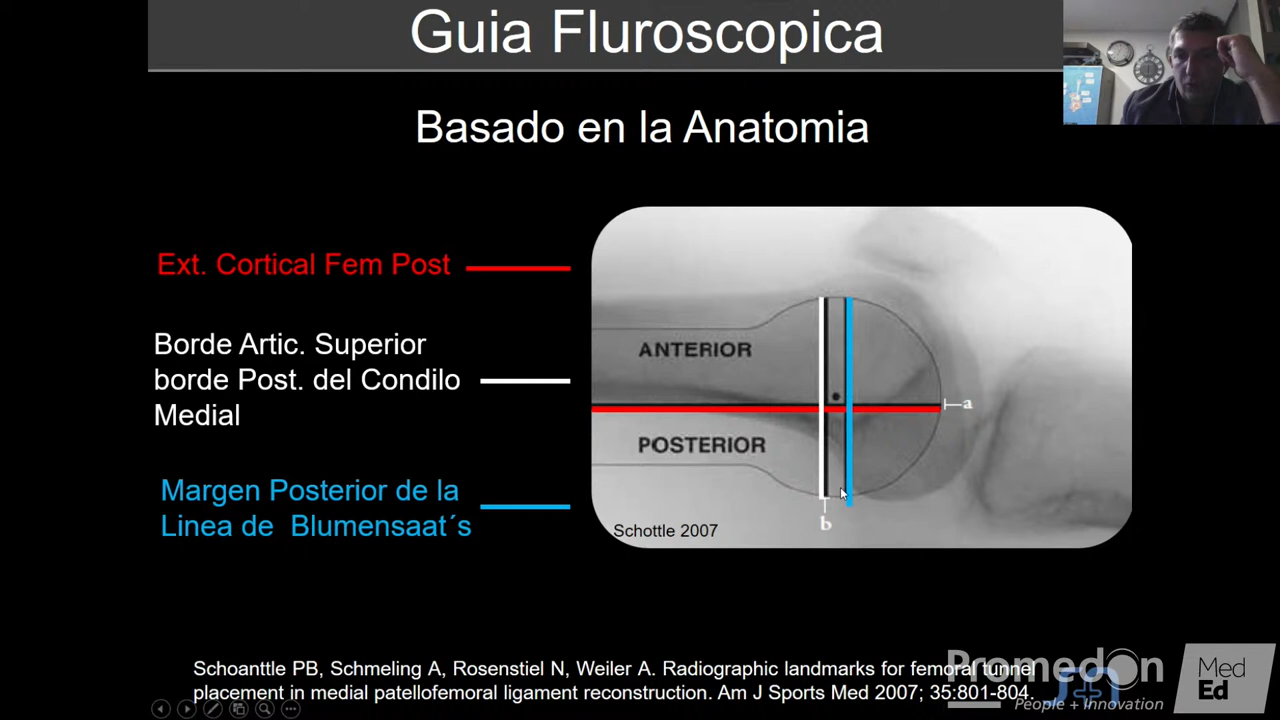 Guia Fluroscopica
Basado en la Anatomia
Ext. Cortical Fem Post
Borde Artic. Superior
borde Post. del Condilo
Medial
Margen Posterior de la
Linea de Blumensaat´s
ANTERIOR
a
POSTERIOR
b
Schottle 2007
Schoanttle PB, Schmeling A, Rosenstiel N, Weiler A. Radiographic landmarks for femoral tunnel
placement in medial patellofemoral ligament reconstruction. Am J Sports Med 2007; 35:801-804.
Promedon
People + Innovation
Med
Ed